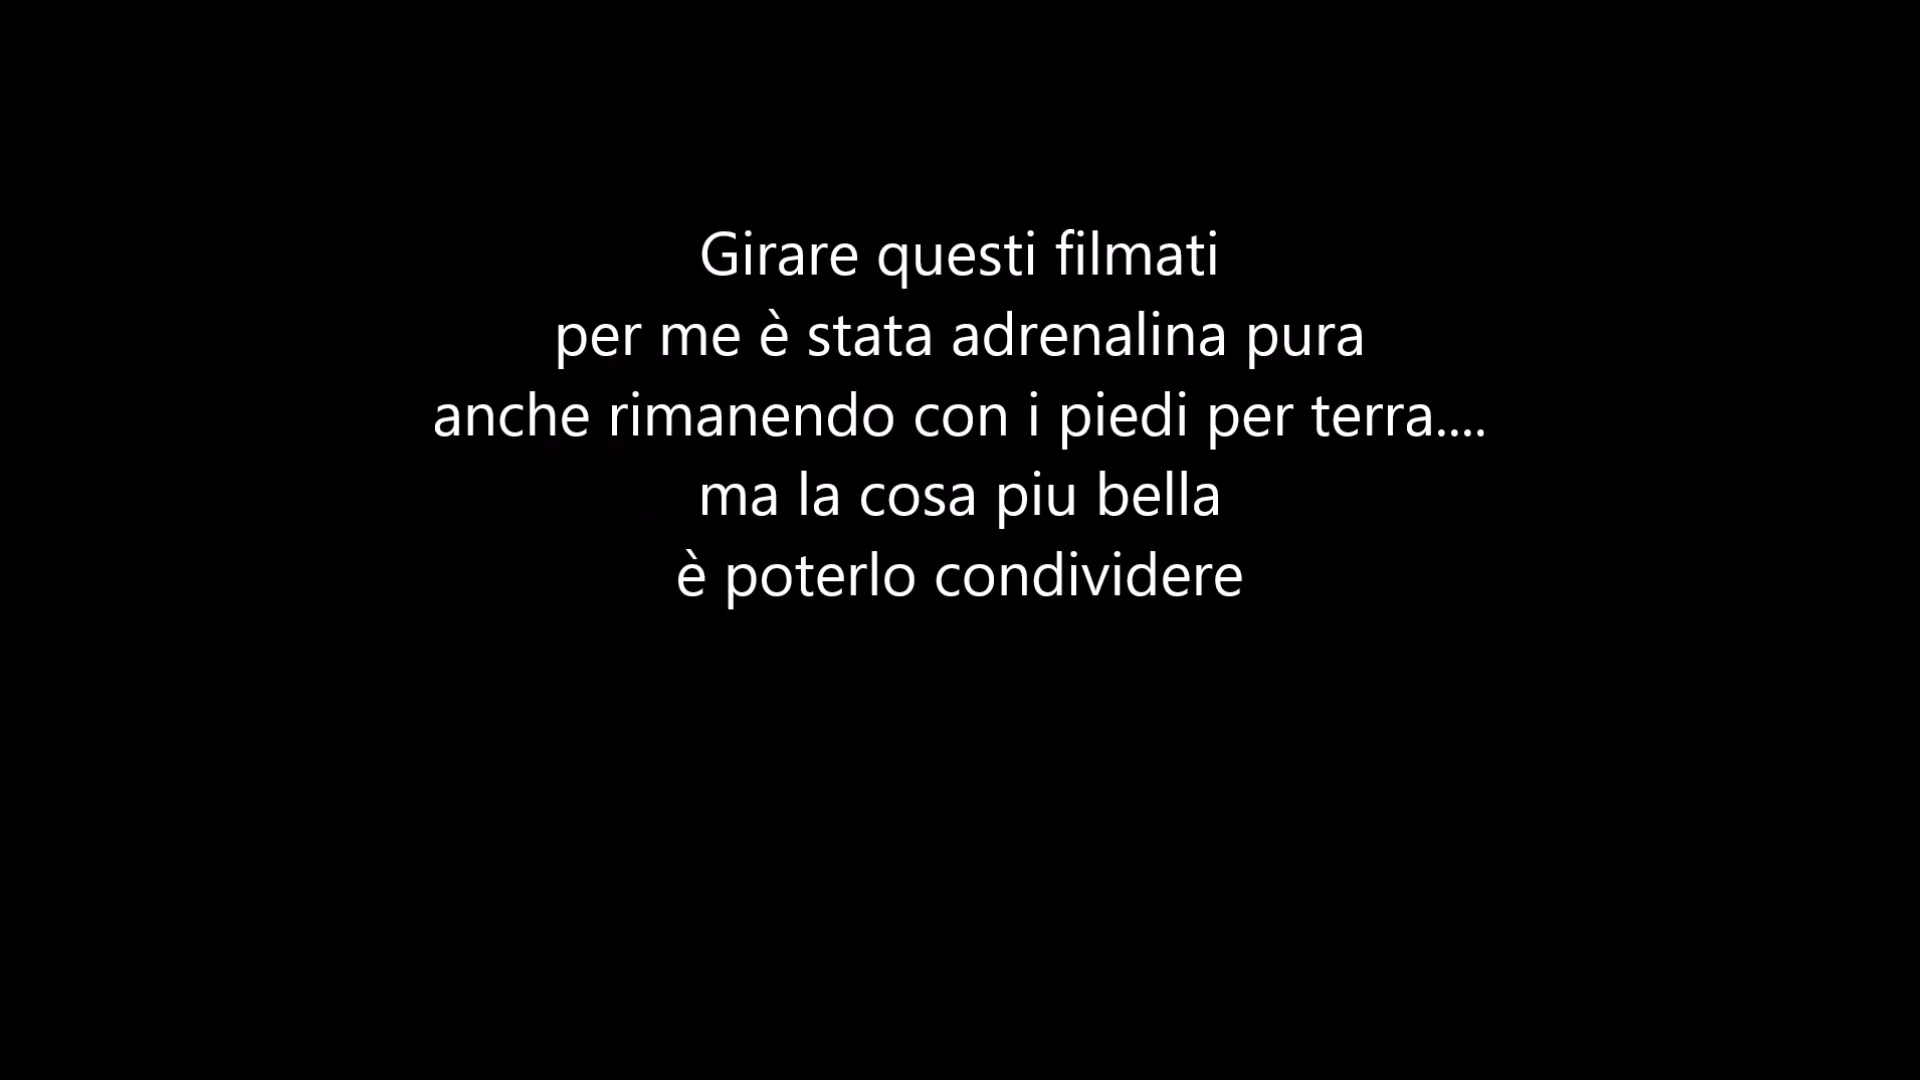 Girare questi filmati
per me è stata adrenalina pura
anche rimanendo con i piedi per terra....
ma la cosa piu bella
è poterlo condividere